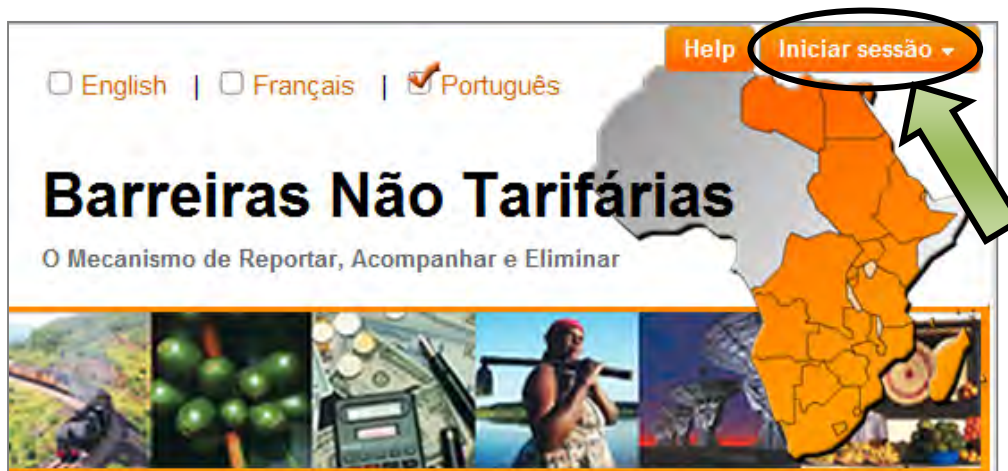 Help Iniciar sessão
English | Français | Português
Barreiras Não Tarifárias
O Mecanismo de Reportar, Acompanhar e Eliminar